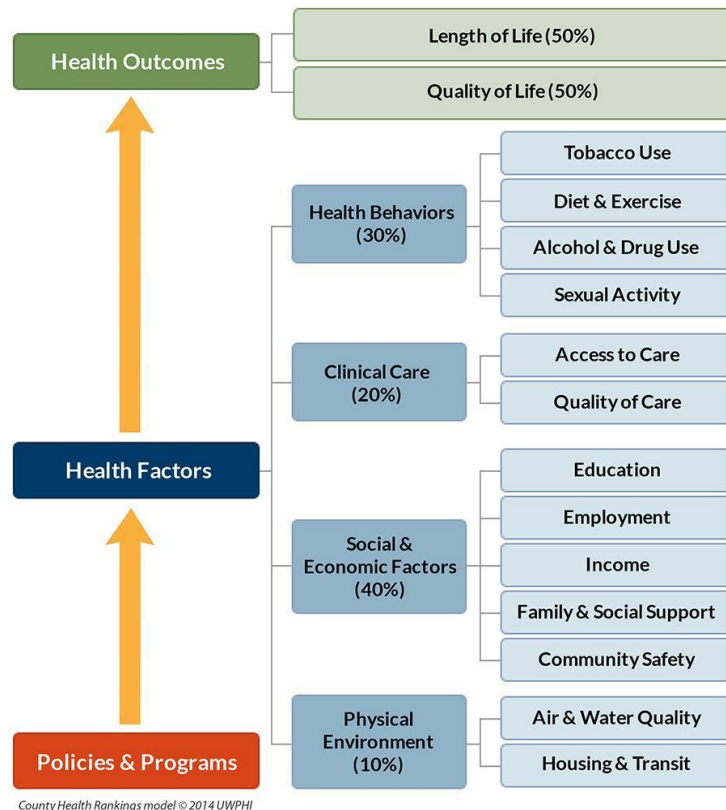 Health Outcomes
Length of Life (50%)
Quality of Life (50%)
Health Factors
Health Behaviors
(30%)
Tobacco Use
Diet & Exercise
Alcohol & Drug Use
Sexual Activity
Clinical Care
(20%)
Access to Care
Quality of Care
Social &
Economic Factors
(40%)
Education
Employment
Income
Family & Social Support
Community Safety
Physical
Environment
(10%)
Air & Water Quality
Housing & Transit
Policies & Programs
County Health Rankings model © 2014 UWPHI